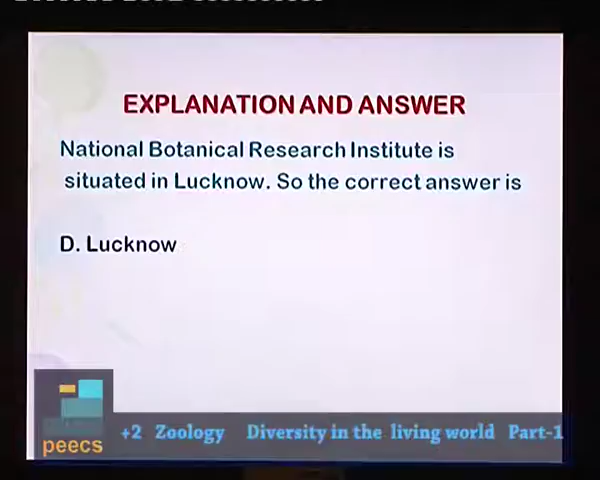 EXPLANATION AND ANSWER
National Botanical Research Institute is
situated in Lucknow. So the correct answer is
D. Lucknow
peecs
+2 Zoology Diversity in the living world Part-1